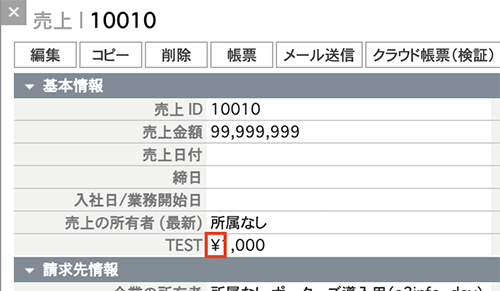 × 売上 | 10010
編集 コピー 削除 帳票 メール送信 クラウド帳票(検証)
▼ 基本情報
売上 ID 10010
売上金額 99,999,999
売上日付
締日
入社日/業務開始日
売上の所有者 (最新) 所属なし
TEST ¥ ,000
▼ 請求先情報